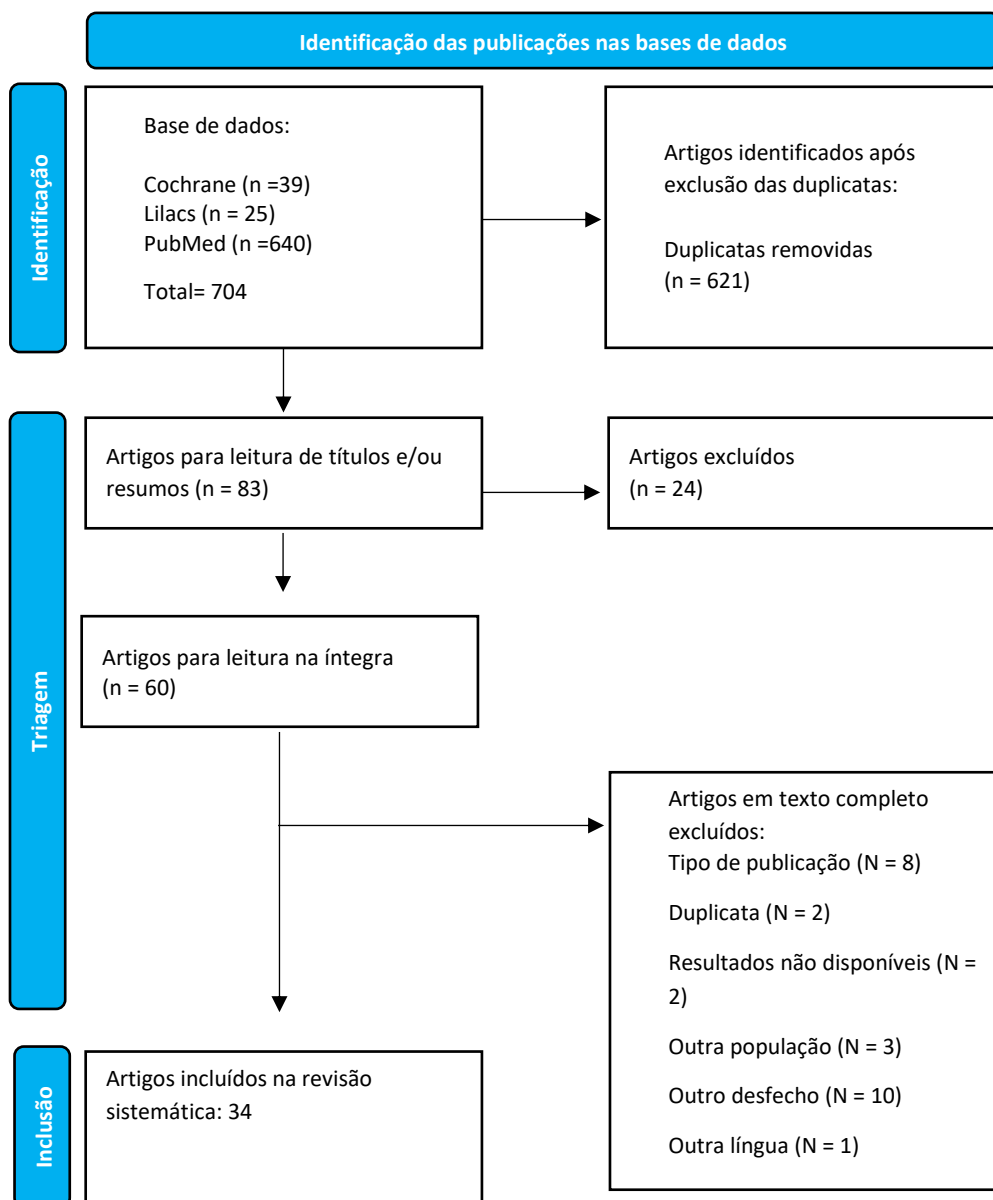 Identificação das publicações nas bases de dados
Identificação
Base de dados:
Cochrane (n =39)
Lilacs (n = 25)
PubMed (n =640)
Total= 704
Artigos identificados após
exclusão das duplicatas:
Duplicatas removidas
(n = 621)
Triagem
Artigos para leitura de títulos e/ou
resumos (n = 83)
Artigos excluídos
(n = 24)
Artigos para leitura na íntegra
(n = 60)
Artigos em texto completo
excluídos:
Tipo de publicação (N = 8)
Duplicata (N = 2)
Resultados não disponíveis (N =
2)
Outra população (N = 3)
Outro desfecho (N = 10)
Outra língua (N = 1)
Inclusão
Artigos incluídos na revisão
sistemática: 34